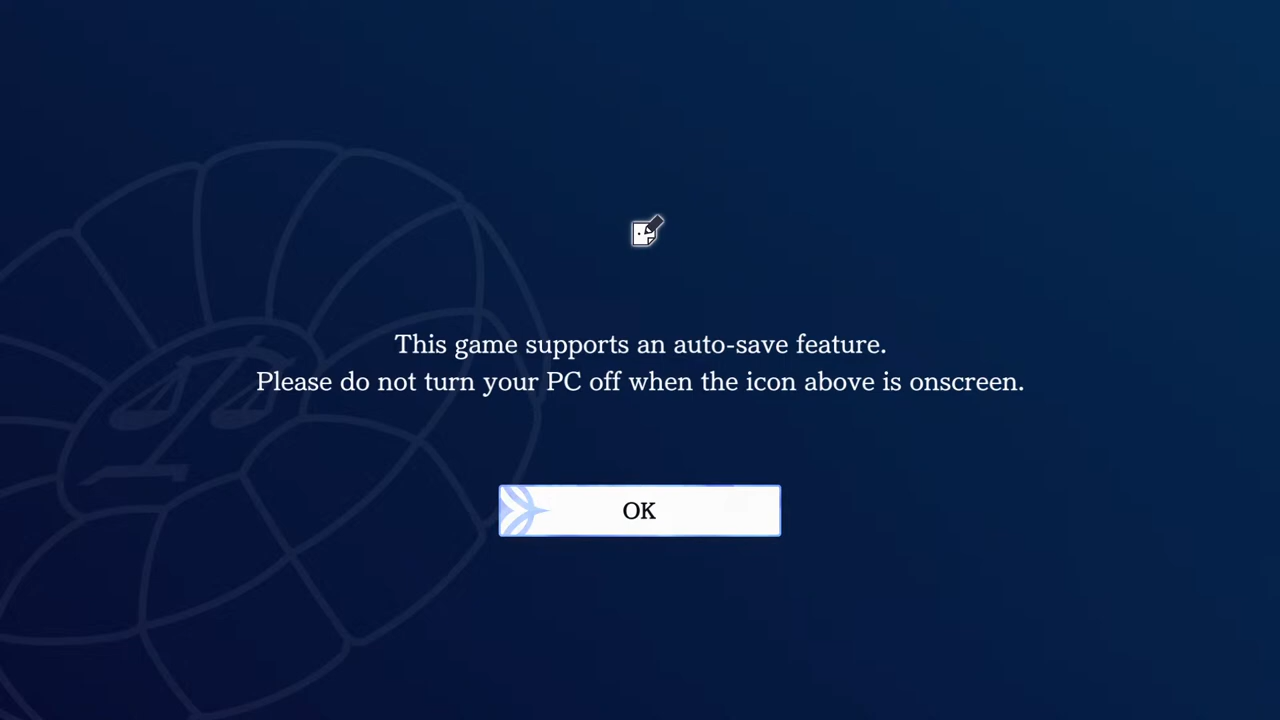 This game supports an auto-save feature.
Please do not turn your PC off when the icon above is onscreen.
OK